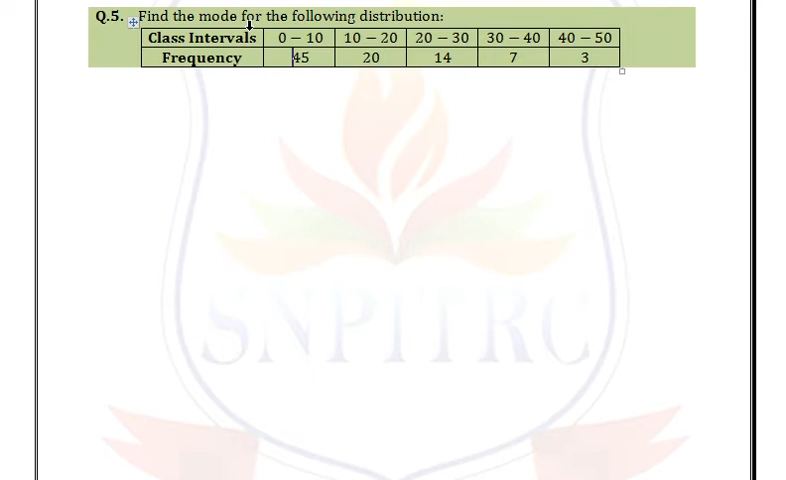 Q.5. Find the mode for the following distribution:
Class Intervals 0 – 10 10 – 20 20 – 30 30 – 40 40 – 50
Frequency 45 20 14 7 3
SNPITRC